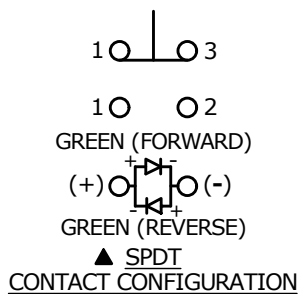 1 3
1 2
GREEN (FORWARD)
+ -
(+) (-)
- +
GREEN (REVERSE)
▲ SPDT
CONTACT CONFIGURATION